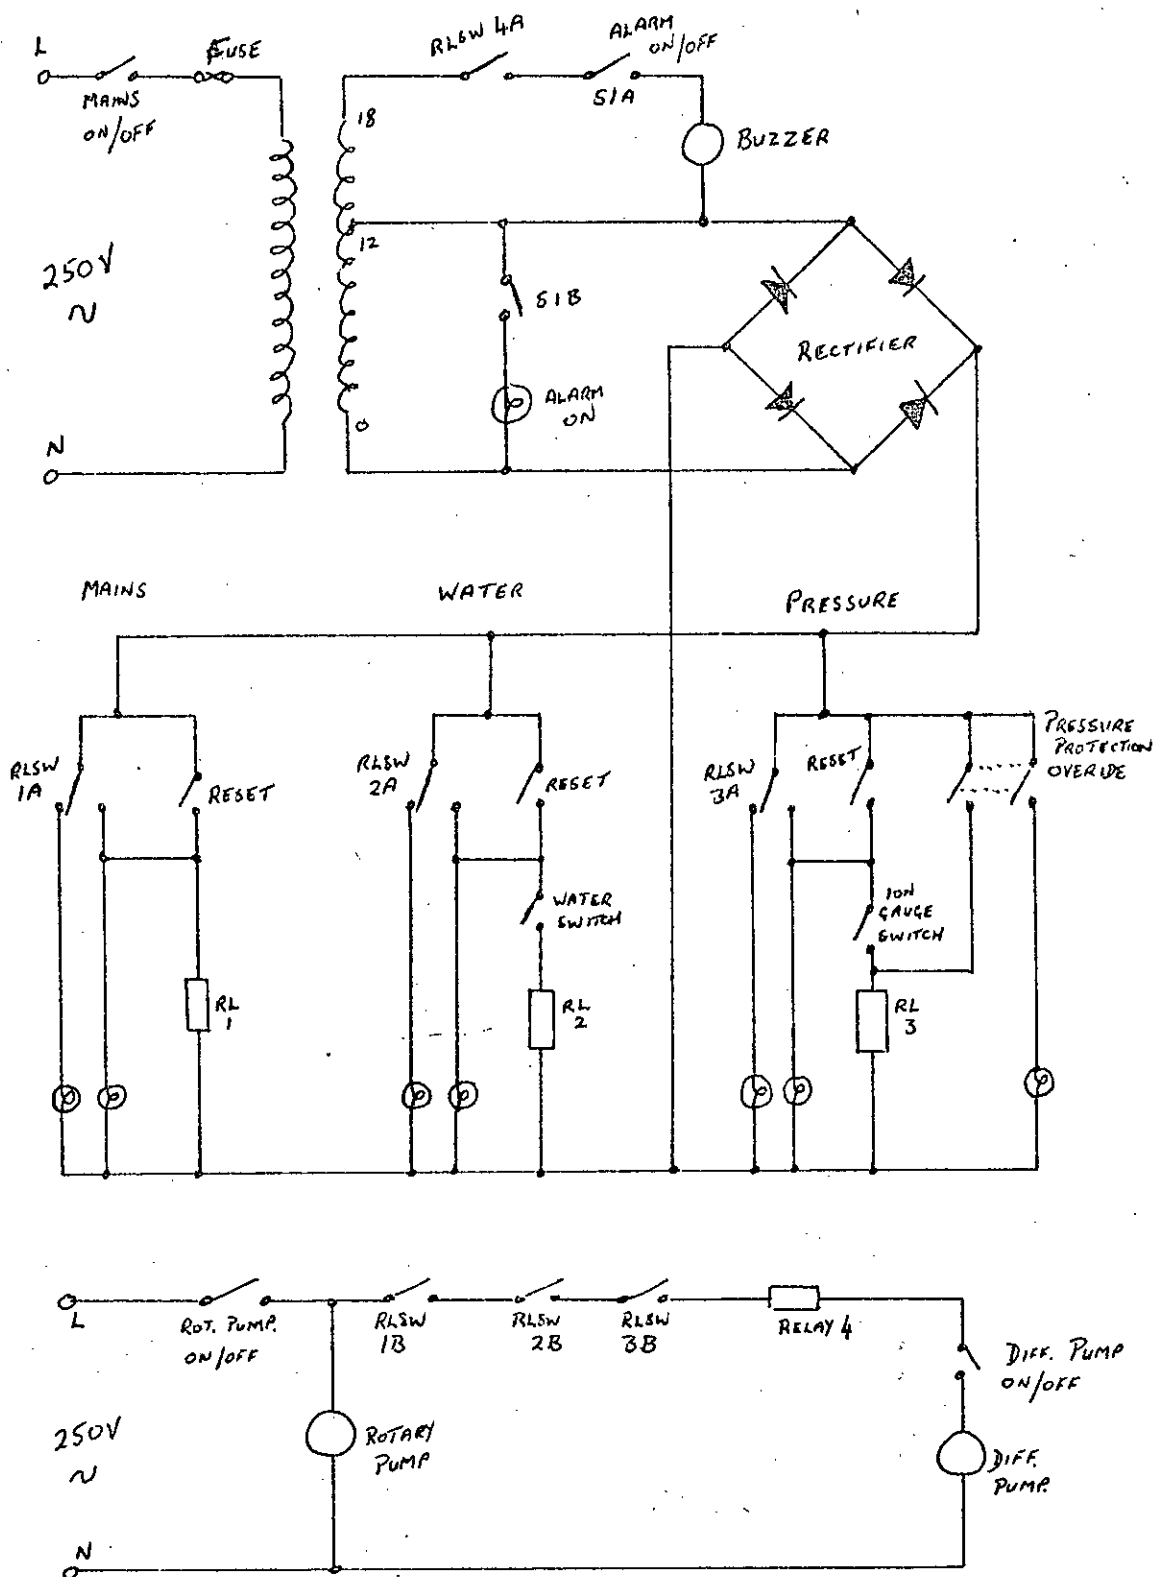 L
FUSE
RLSW 4A
ALARM
ON/OFF
MAINS
ON/OFF
S1A
18
BUZZER
12
250V
~
S1B
RECTIFIER
ALARM
ON
0
N
MAINS
WATER
PRESSURE
RLSW
1A
RESET
RLSW
2A
RESET
RLSW
3A
RESET
PRESSURE
PROTECTION
OVERIDE
WATER
SWITCH
ION
GAUGE
SWITCH
RL
1
RL
2
RL
3
L
ROT. PUMP.
ON/OFF
RLSW
1B
RLSW
2B
RLSW
3B
RELAY 4
DIFF. PUMP
ON/OFF
250V
~
ROTARY
PUMP
DIFF.
PUMP.
N